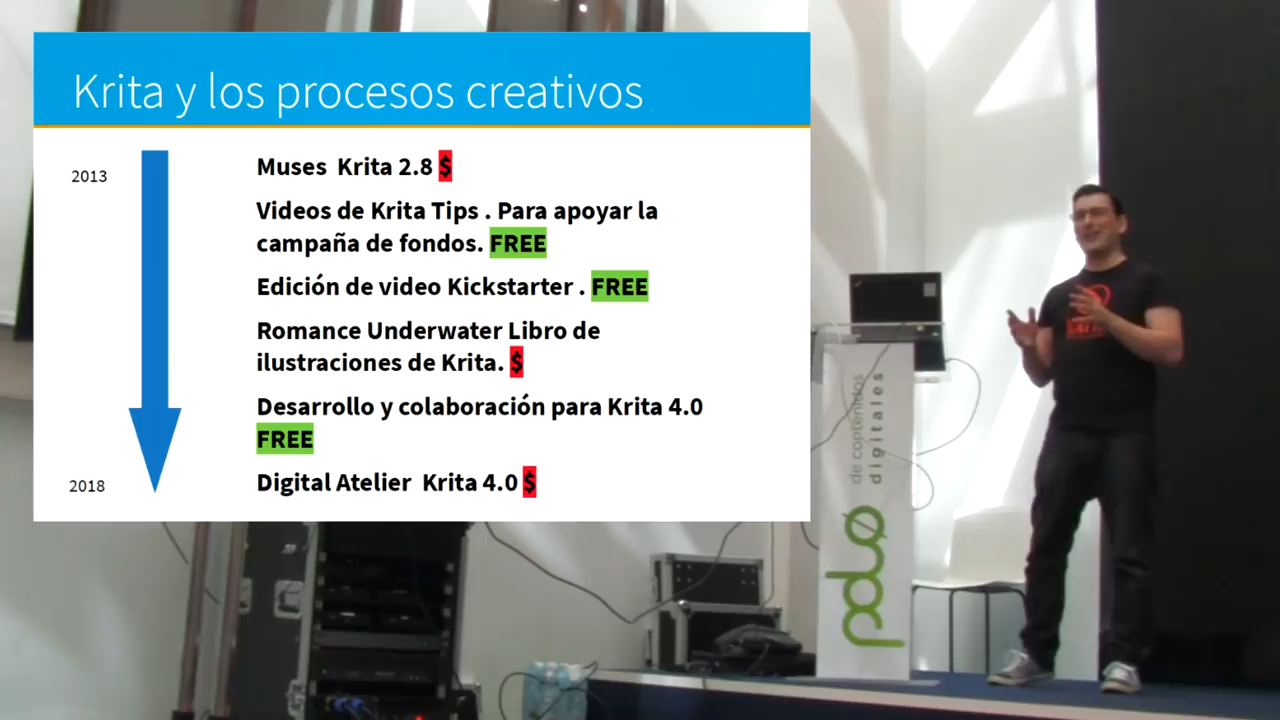 Krita y los procesos creativos
2013
Muses  Krita 2.8 $
Videos de Krita Tips . Para apoyar la
campaña de fondos. FREE
Edición de video Kickstarter . FREE
Romance Underwater Libro de
ilustraciones de Krita. $
Desarrollo y colaboración para Krita 4.0
FREE
2018
Digital Atelier  Krita 4.0 $
de contenidos
digitales